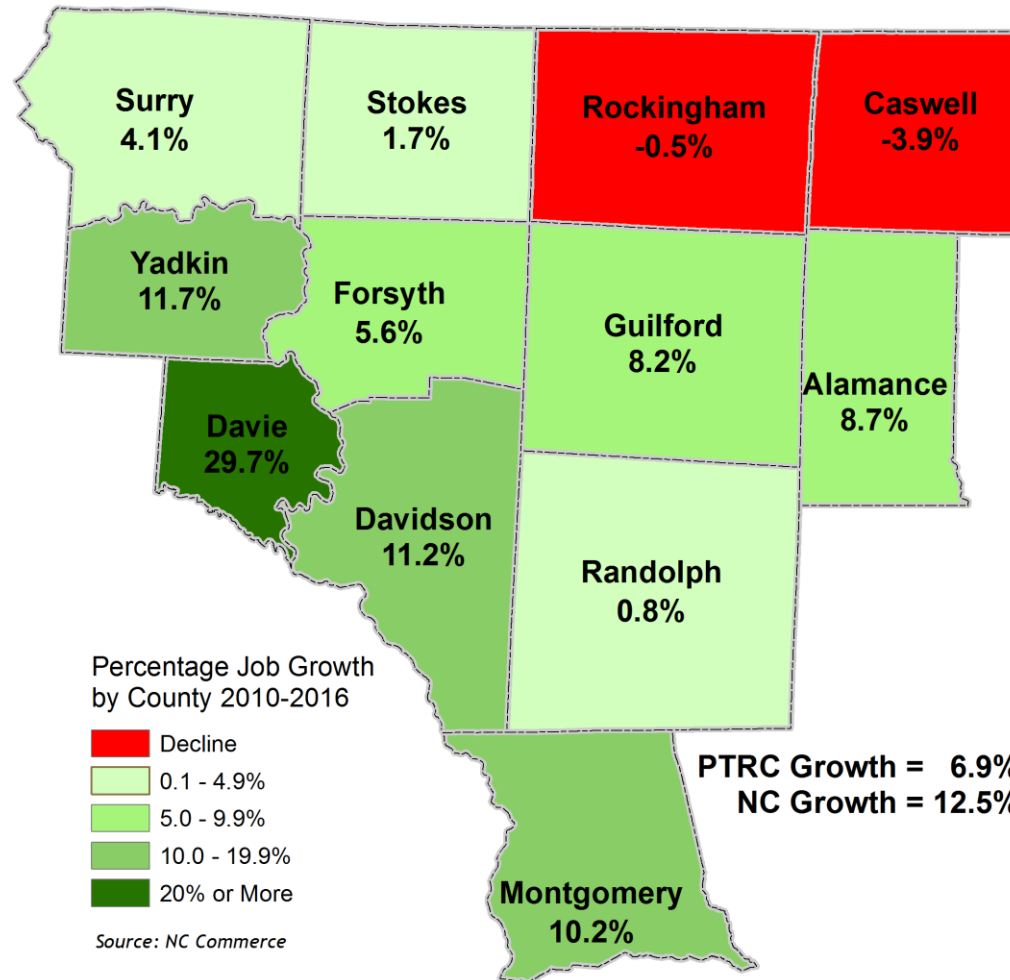 Surry
4.1%
Stokes
1.7%
Rockingham
-0.5%
Caswell
-3.9%
Yadkin
11.7%
Forsyth
5.6%
Guilford
8.2%
Alamance
8.7%
Davie
29.7%
Davidson
11.2%
Randolph
0.8%
Percentage Job Growth
by County 2010-2016
Decline
0.1 - 4.9%
5.0 - 9.9%
10.0 - 19.9%
20% or More
Source: NC Commerce
PTRC Growth = 6.9%
NC Growth = 12.5%
Montgomery
10.2%